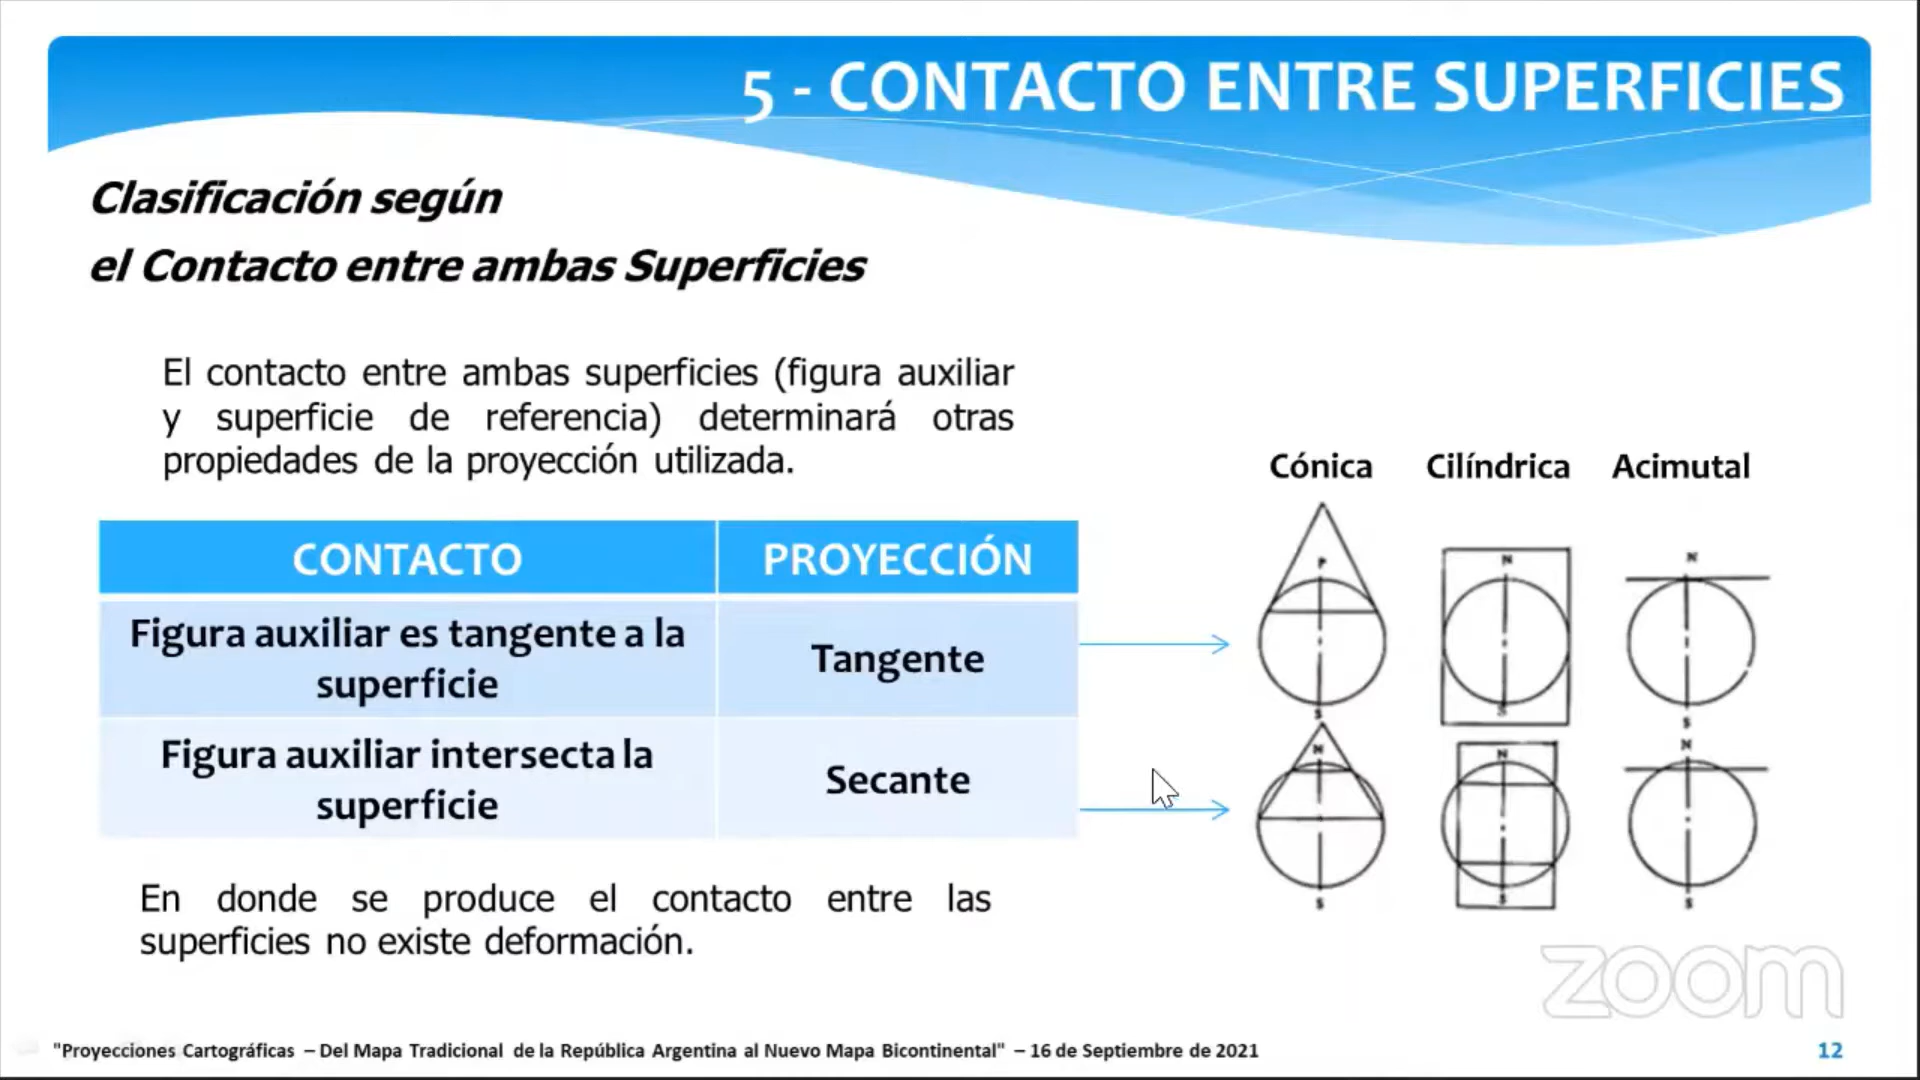 5 - CONTACTO ENTRE SUPERFICIES
Clasificación según
el Contacto entre ambas Superficies
El contacto entre ambas superficies (figura auxiliar
y superficie de referencia) determinará otras
propiedades de la proyección utilizada.
Cónica Cilíndrica Acimutal
CONTACTO PROYECCIÓN
Figura auxiliar es tangente a la
superficie
Tangente
P N N
S S S
Figura auxiliar intersecta la
superficie
Secante
N N N
S S S
En donde se produce el contacto entre las
superficies no existe deformación.
zoom
"Proyecciones Cartográficas – Del Mapa Tradicional de la República Argentina al Nuevo Mapa Bicontinental" – 16 de Septiembre de 2021
12